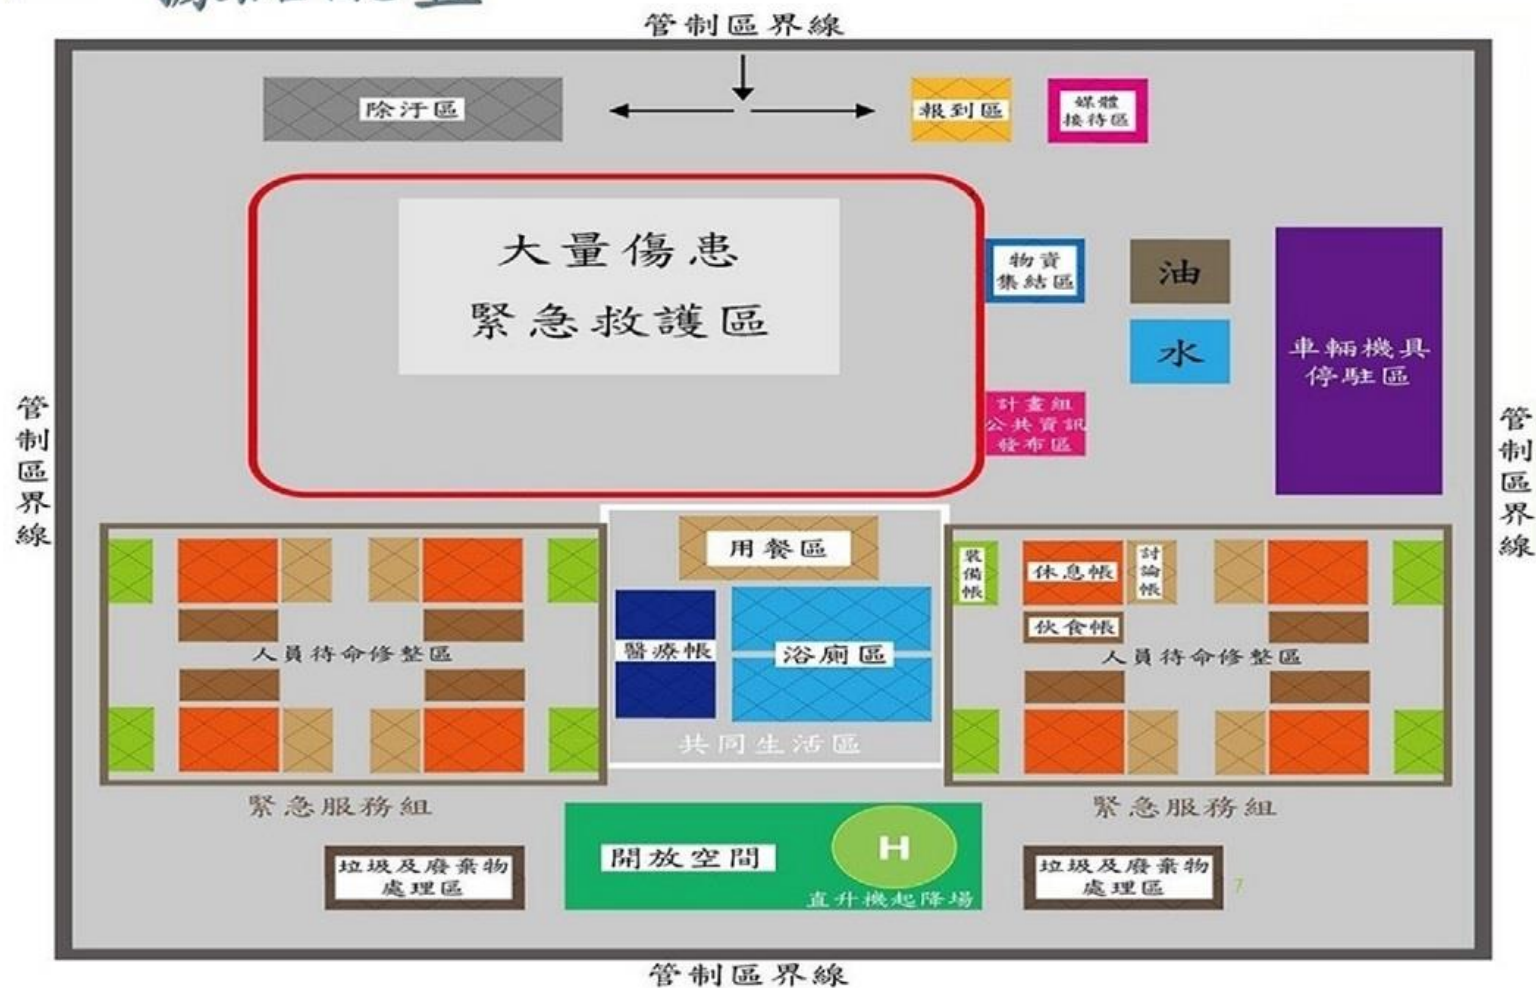 管制區界線
除汙區
報到區
媒體
接待區
大量傷患
緊急救護區
物資
集結區
油
水
車輛機具
停駐區
計畫組
公共資訊
發布區
管制區界線
管制區界線
用餐區
裝備帳
休息帳
討論帳
伙食帳
人員待命修整區
醫療帳
浴廁區
人員待命修整區
共同生活區
緊急服務組
緊急服務組
垃圾及廢棄物
處理區
開放空間
H
直升機起降場
垃圾及廢棄物
處理區
7
管制區界線